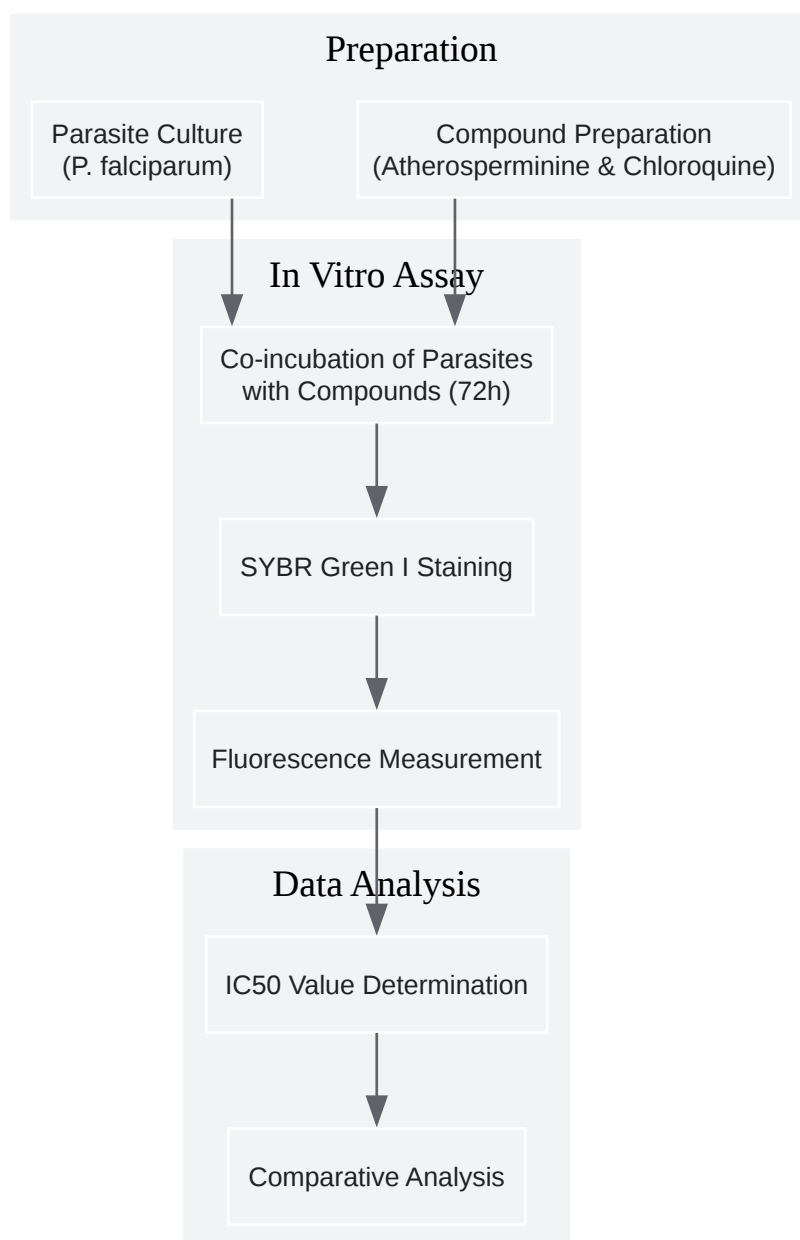 Preparation
Parasite Culture
(P. falciparum)
Compound Preparation
(Atherosperminine & Chloroquine)
In Vitro Assay
Co-incubation of Parasites
with Compounds (72h)
SYBR Green I Staining
Fluorescence Measurement
Data Analysis
IC50 Value Determination
Comparative Analysis